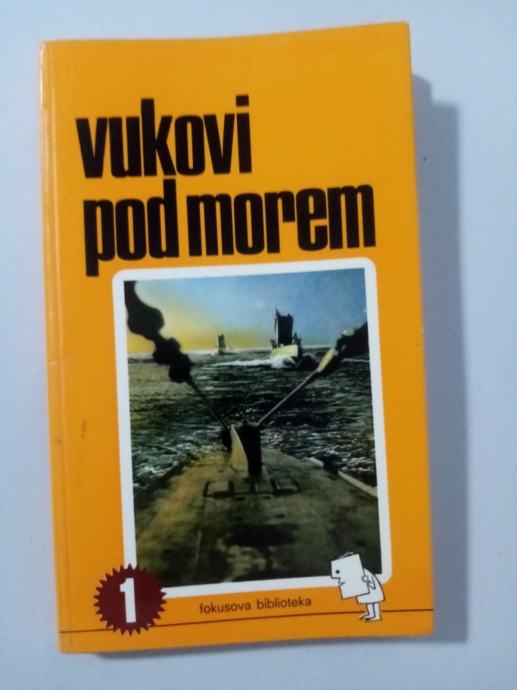 vukovi
pod morem
1
fokusova biblioteka